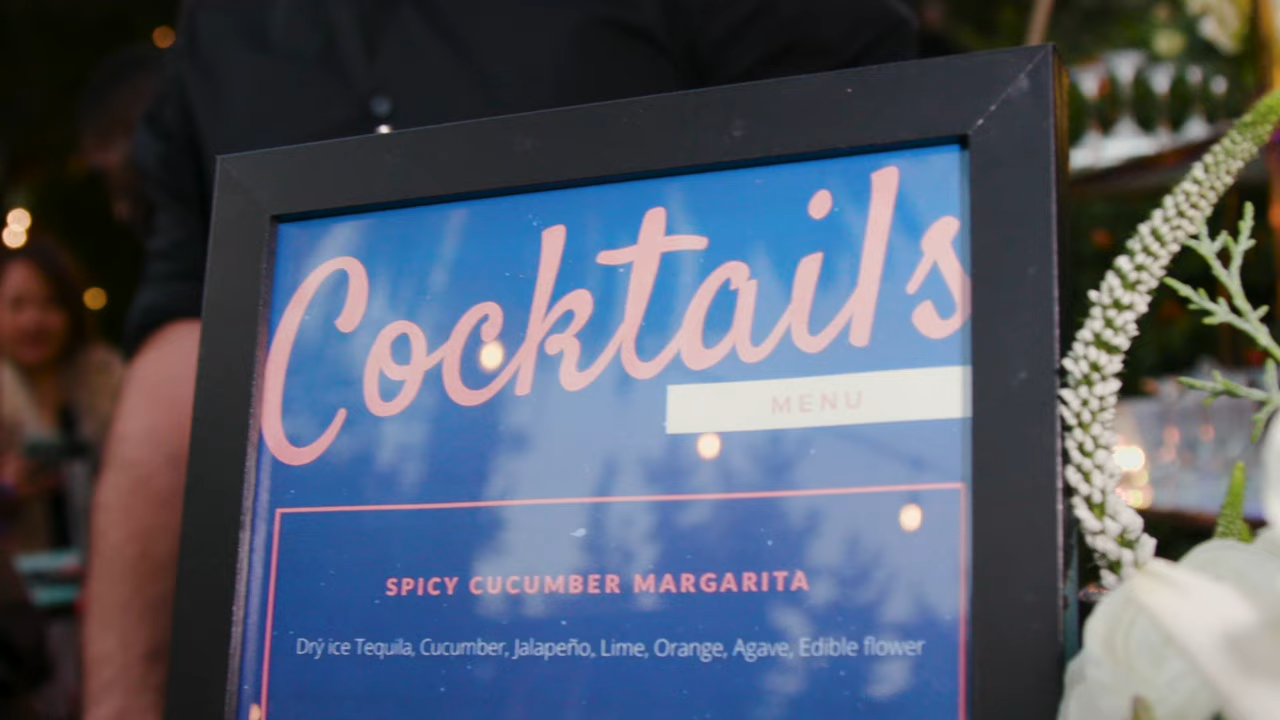 Cocktails
MENU
SPICY CUCUMBER MARGARITA
Dry ice Tequila, Cucumber, Jalapeño, Lime, Orange, Agave, Edible flower